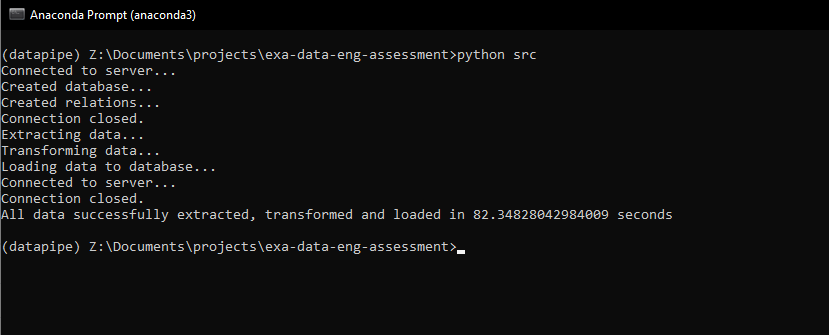 Anaconda Prompt (anaconda3)
(datapipe) Z:\Documents\projects\exa-data-eng-assessment>python src
Connected to server...
Created database...
Created relations...
Connection closed.
Extracting data...
Transforming data...
Loading data to database...
Connected to server...
Connection closed.
All data successfully extracted, transformed and loaded in 82.34828042984009 seconds
(datapipe) Z:\Documents\projects\exa-data-eng-assessment>